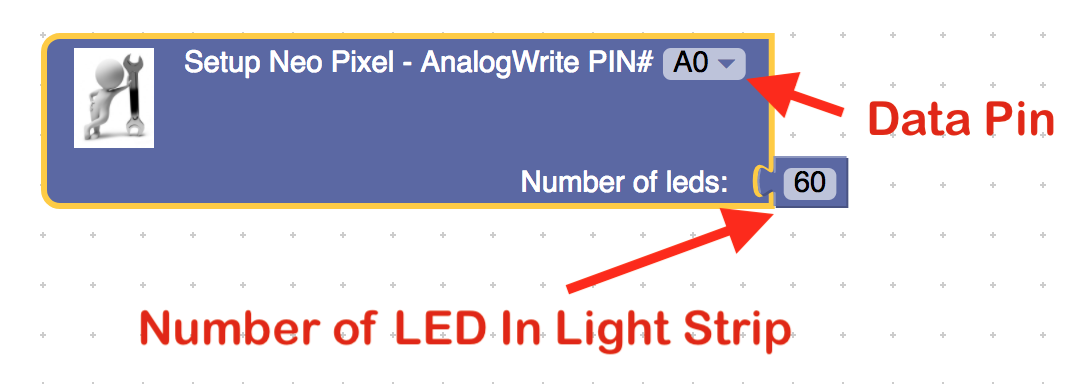 Setup Neo Pixel - AnalogWrite PIN# A0
Data Pin
Number of leds: 60
Number of LED In Light Strip